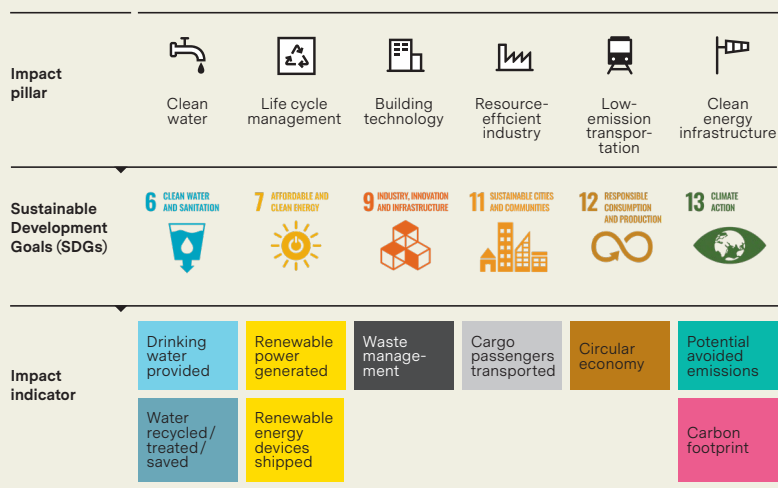 Impact
pillar
Clean
water
Life cycle
management
Building
technology
Resource-
efficient
industry
Low-
emission
transpor-
tation
Clean
energy
infrastructure
Sustainable
Development
Goals (SDGs)
6 CLEAN WATER
AND SANITATION
7 AFFORDABLE AND
CLEAN ENERGY
9 INDUSTRY, INNOVATION
AND INFRASTRUCTURE
11 SUSTAINABLE CITIES
AND COMMUNITIES
12 RESPONSIBLE
CONSUMPTION
AND PRODUCTION
13 CLIMATE
ACTION
Impact
indicator
Drinking
water
provided
Renewable
power
generated
Waste
manage-
ment
Cargo
passengers
transported
Circular
economy
Potential
avoided
emissions
Water
recycled/
treated/
saved
Renewable
energy
devices
shipped
Carbon
footprint